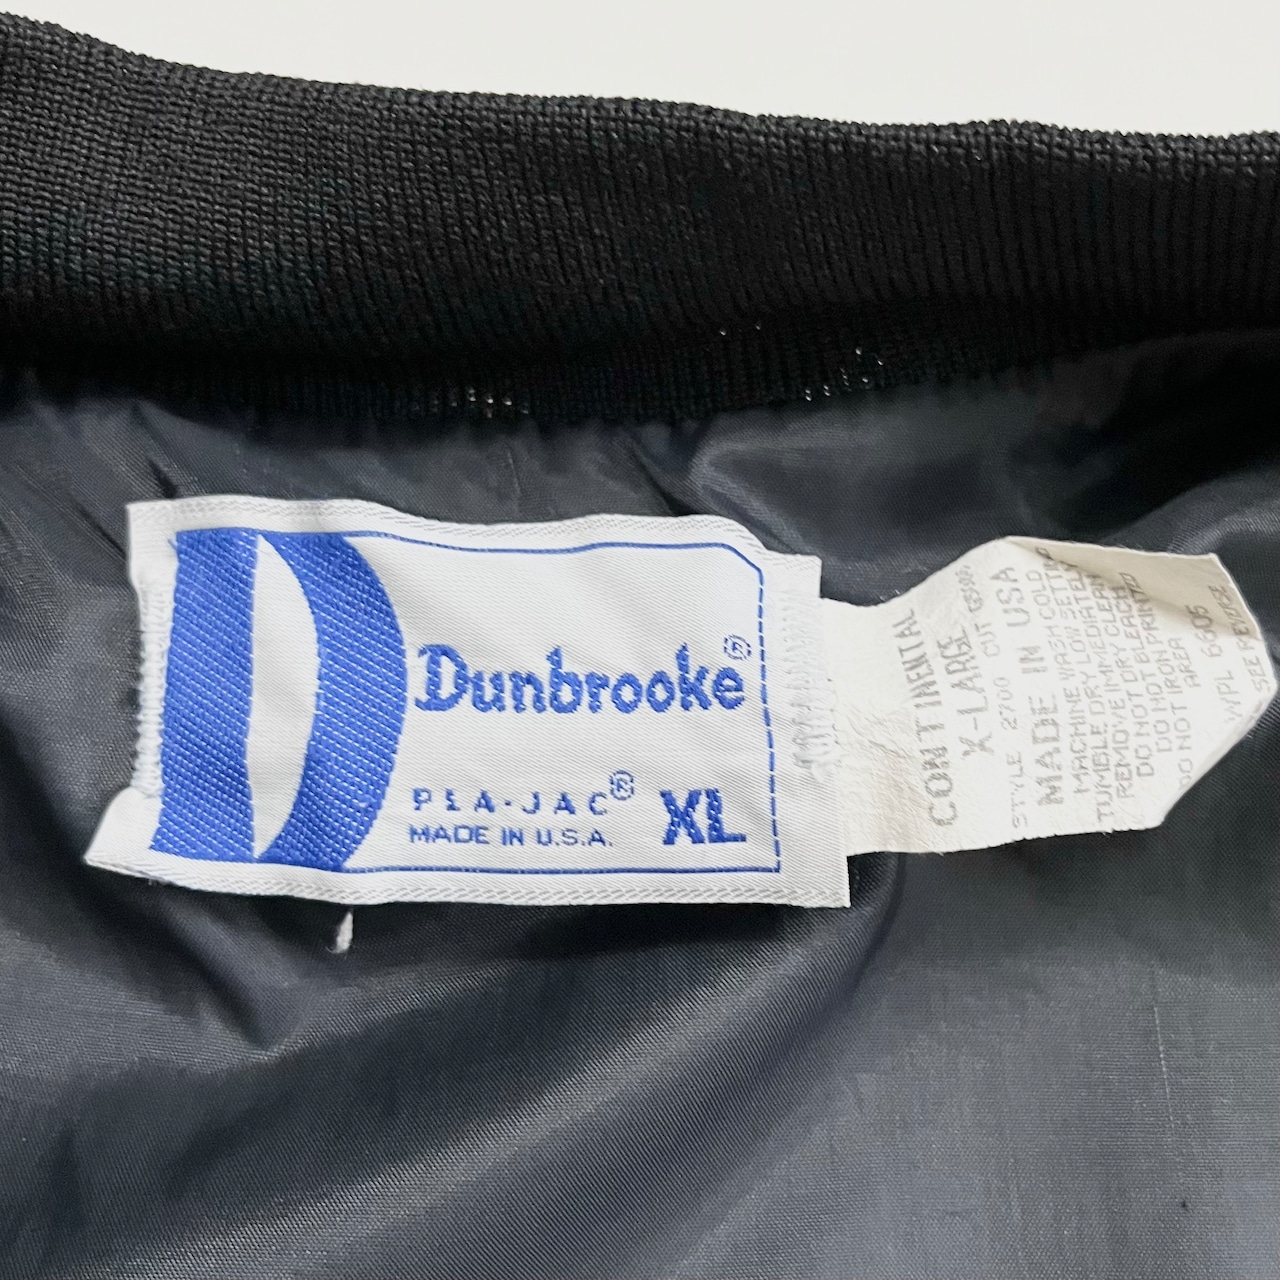 Dunbrooke®
PLA-JAC®
MADE IN U.S.A.
XL
CONTINENTAL
X-LARGE
STYLE 2700 CUT
MADE IN USA
MACHINE WASH COLD
TUMBLE DRY LOW SETTING
REMOVE IMMEDIATELY
DO NOT DRY CLEAN
DO NOT BLEACH
DO NOT IRON PRINTED
AREA
WPL 6605
SEE REVERSE